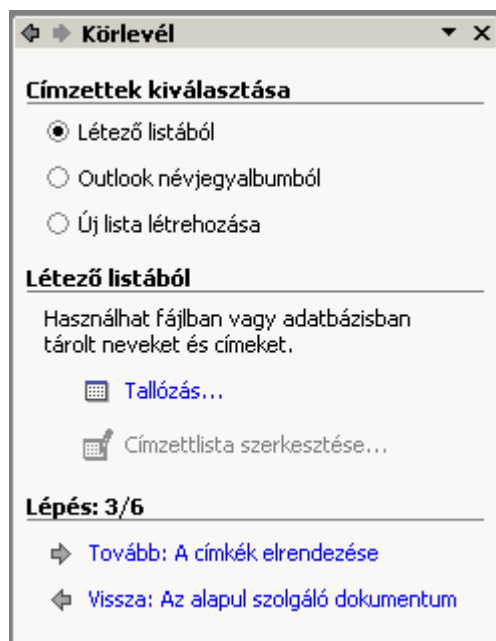 Körlevél
Címzettek kiválasztása
Létező listából
Outlook névjegyalbumból
Új lista létrehozása
Létező listából
Használhat fájlban vagy adatbázisban
tárolt neveket és címeket.
Tallózás...
Címzettlista szerkesztése...
Lépés: 3/6
Tovább: A címkék elrendezése
Vissza: Az alapul szolgáló dokumentum